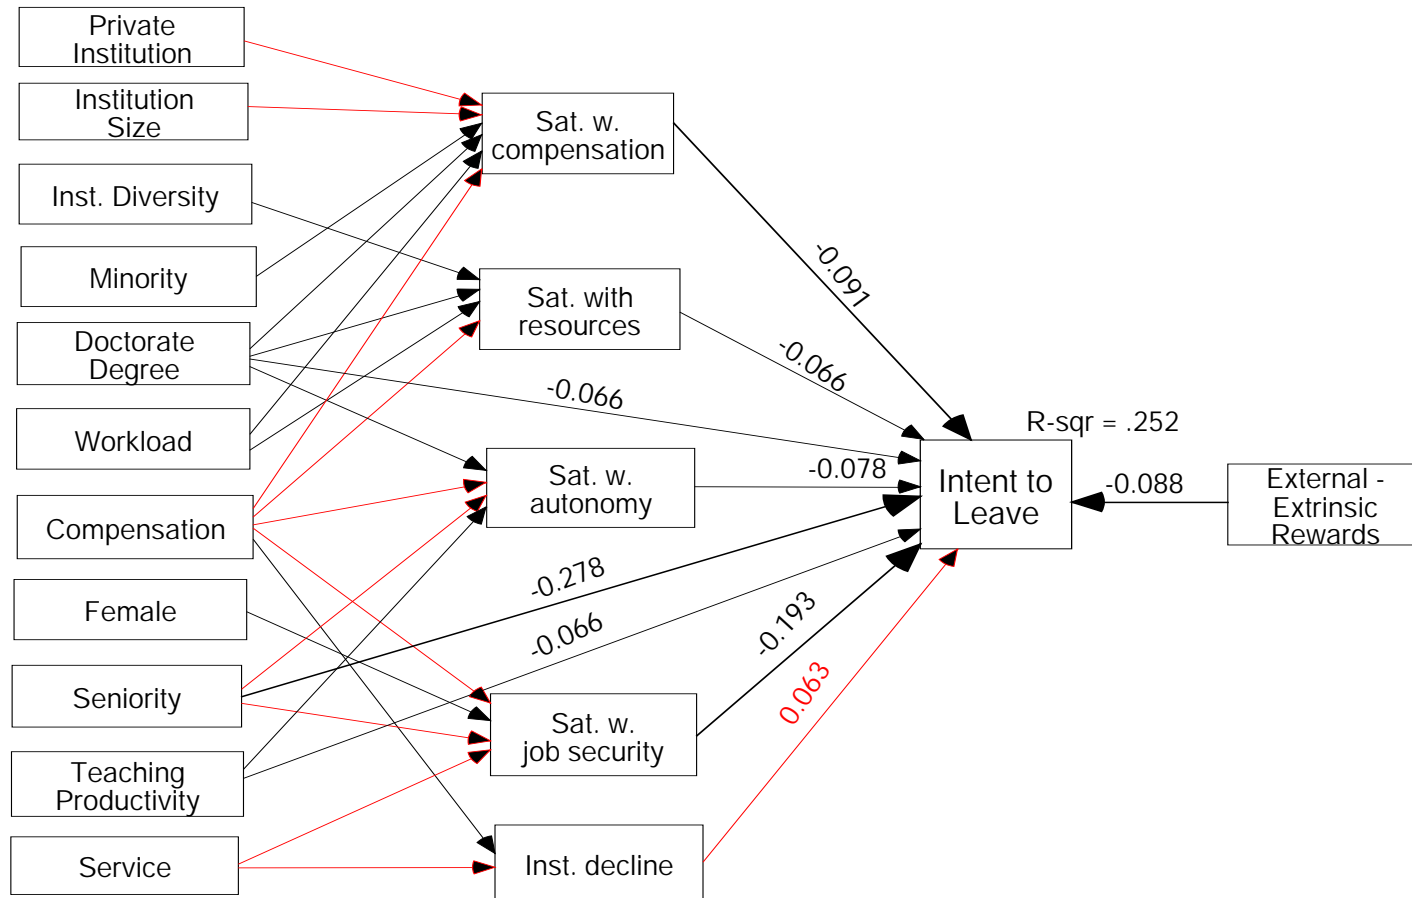 Private
Institution
Institution
Size
Inst. Diversity
Minority
Doctorate
Degree
Workload
Compensation
Female
Seniority
Teaching
Productivity
Service
Sat. w.
compensation
Sat. with
resources
Sat. w.
autonomy
Sat. w.
job security
Inst. decline
-0.091
-0.066
-0.066
-0.078
-0.278
-0.066
-0.193
0.063
R-sqr = .252
Intent to
Leave
-0.088
External -
Extrinsic
Rewards